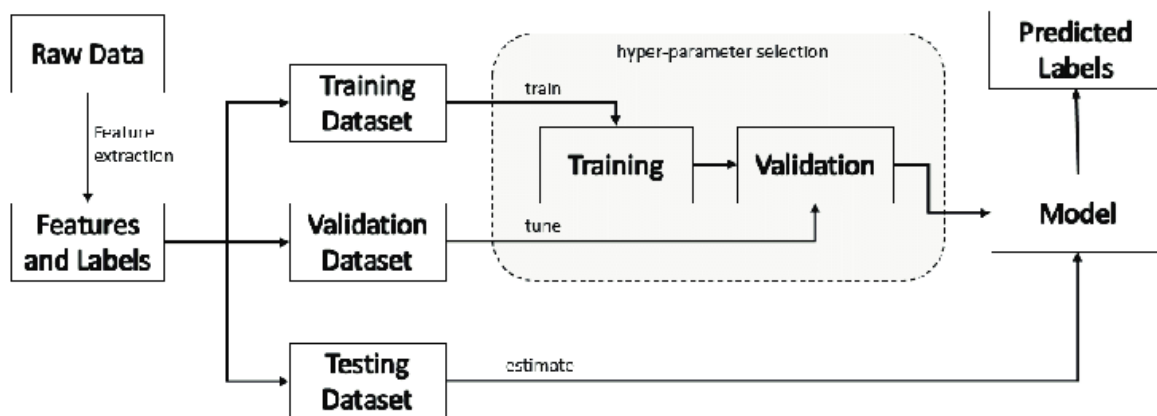 Raw Data
Feature
extraction
Features
and Labels
Training
Dataset
Validation
Dataset
Testing
Dataset
train
tune
estimate
hyper-parameter selection
Training
Validation
Model
Predicted
Labels